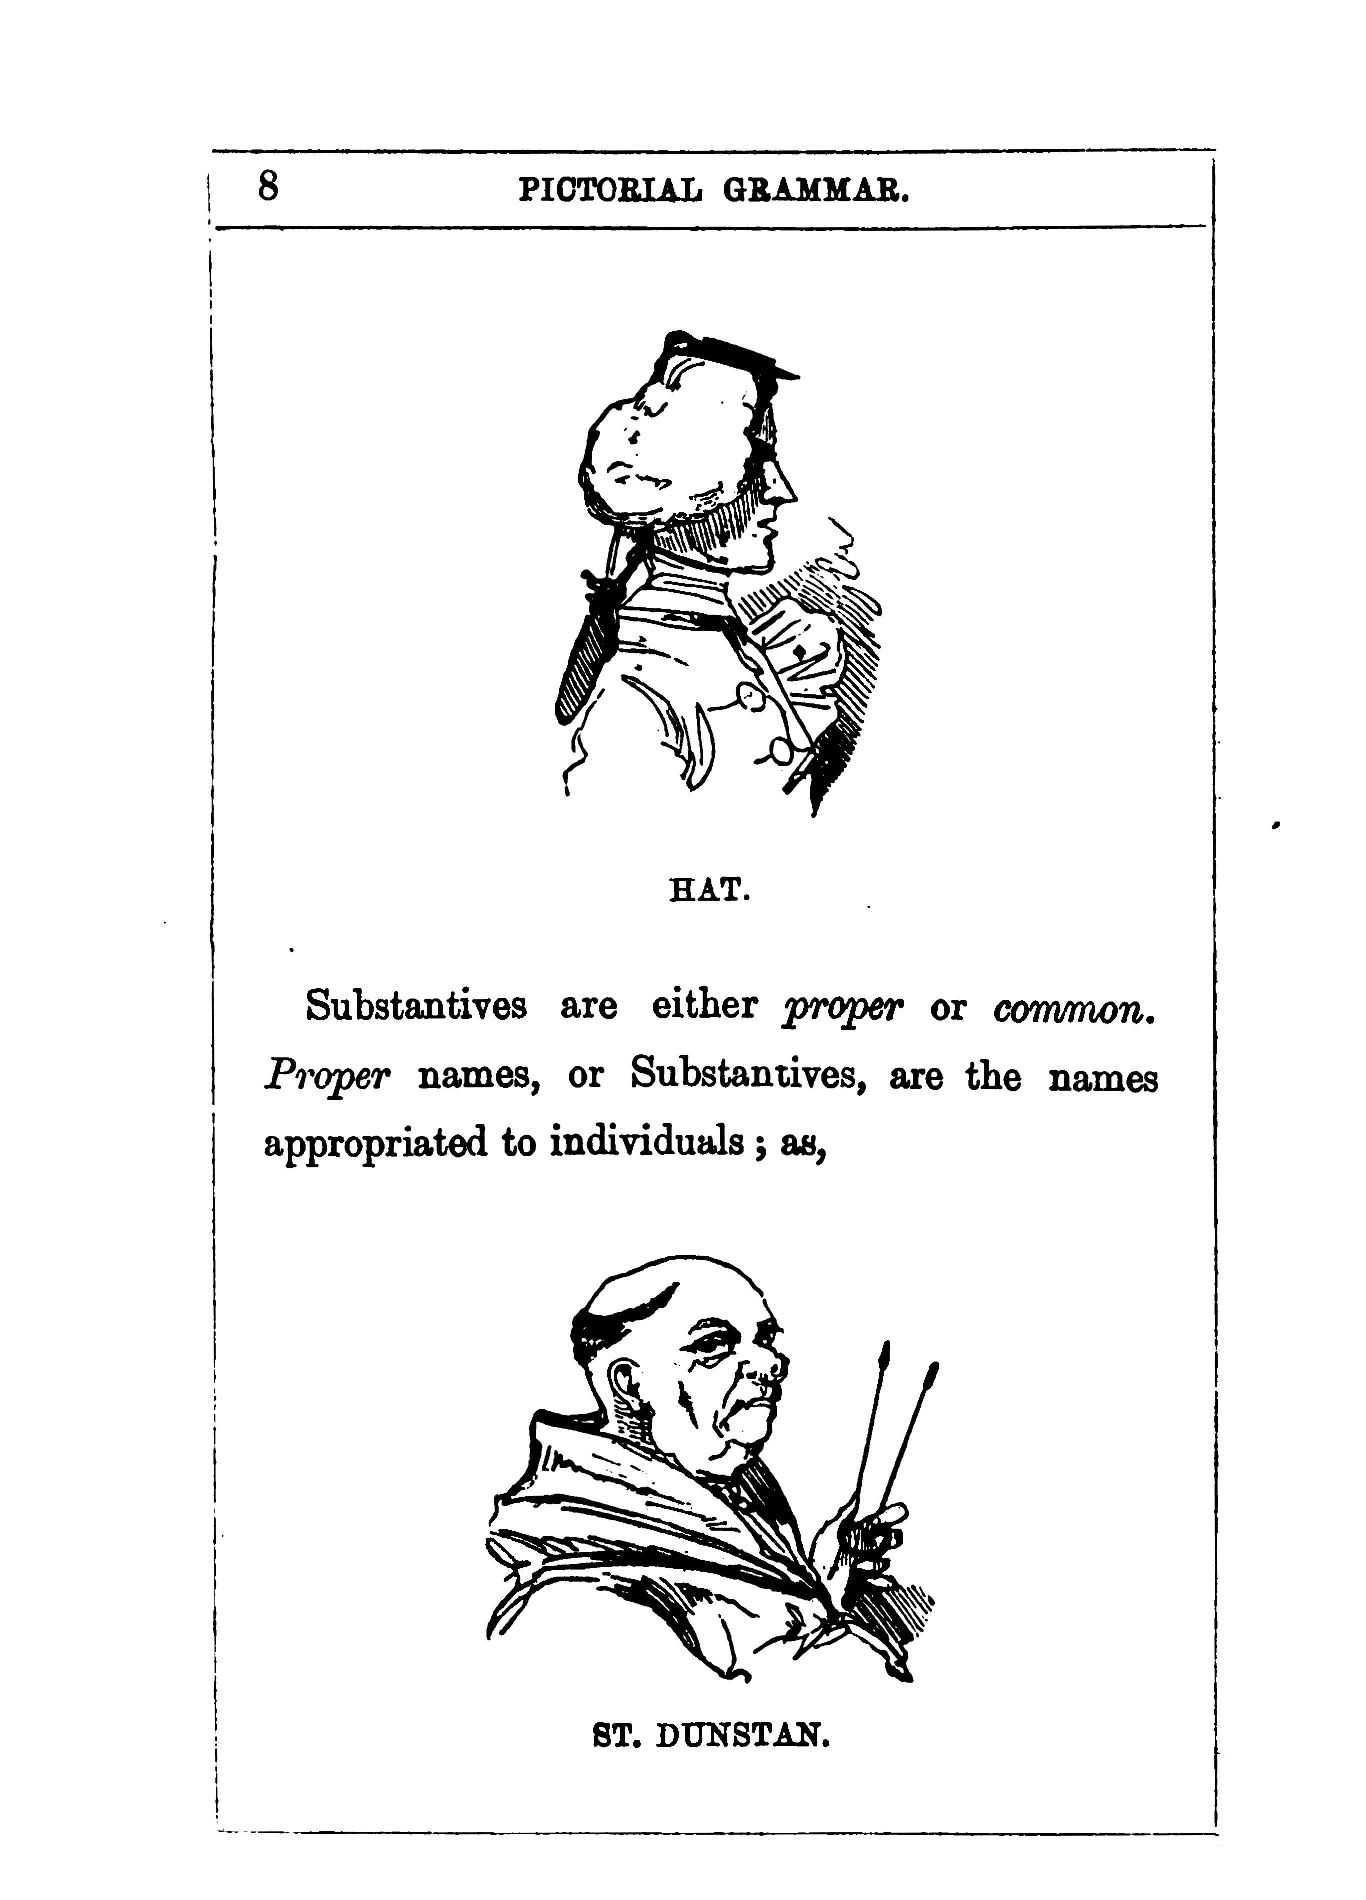 8 PICTORIAL GRAMMAR.
HAT.
Substantives are either proper or common.
Proper names, or Substantives, are the names
appropriated to individuals ; as,
ST. DUNSTAN.